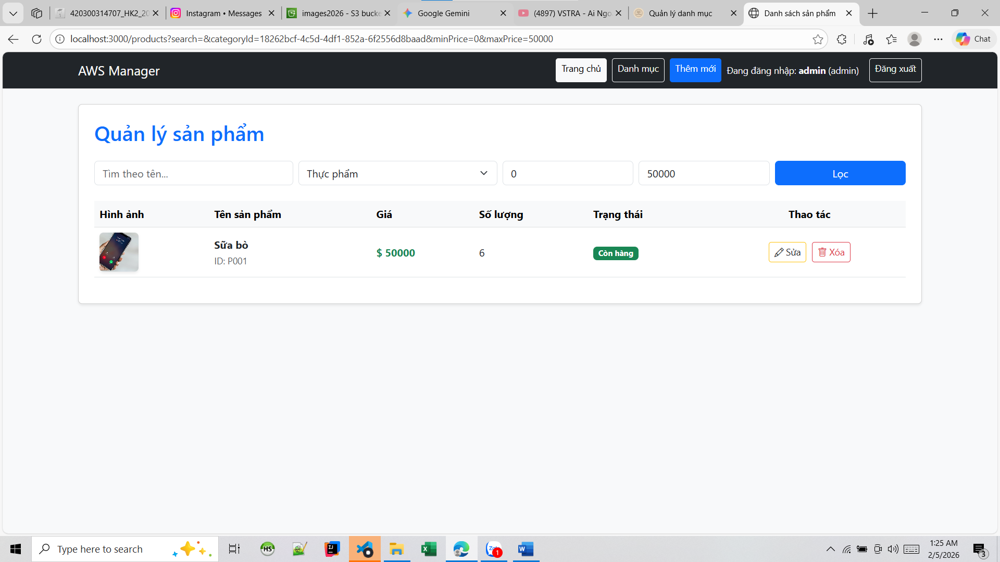 420300314707_HK2_20
Instagram • Messages
images2026 - S3 bucke
Google Gemini
(4897) VSTRA - Ai Ngo
Quản lý danh mục
Danh sách sản phẩm
localhost:3000/products?search=&categoryId=18262bcf-4c5d-4df1-852a-6f2556d8baad&minPrice=0&maxPrice=50000
Chat
AWS Manager
Trang chủ
Danh mục
Thêm mới
Đang đăng nhập: admin (admin)
Đăng xuất
Quản lý sản phẩm
Tìm theo tên...
Thực phẩm
0
50000
Lọc
Hình ảnh
Tên sản phẩm
Giá
Số lượng
Trạng thái
Thao tác
Sữa bò
ID: P001
$ 50000
6
Còn hàng
Sửa
Xóa
Type here to search
HS
1
1:25 AM
2/5/2026
3